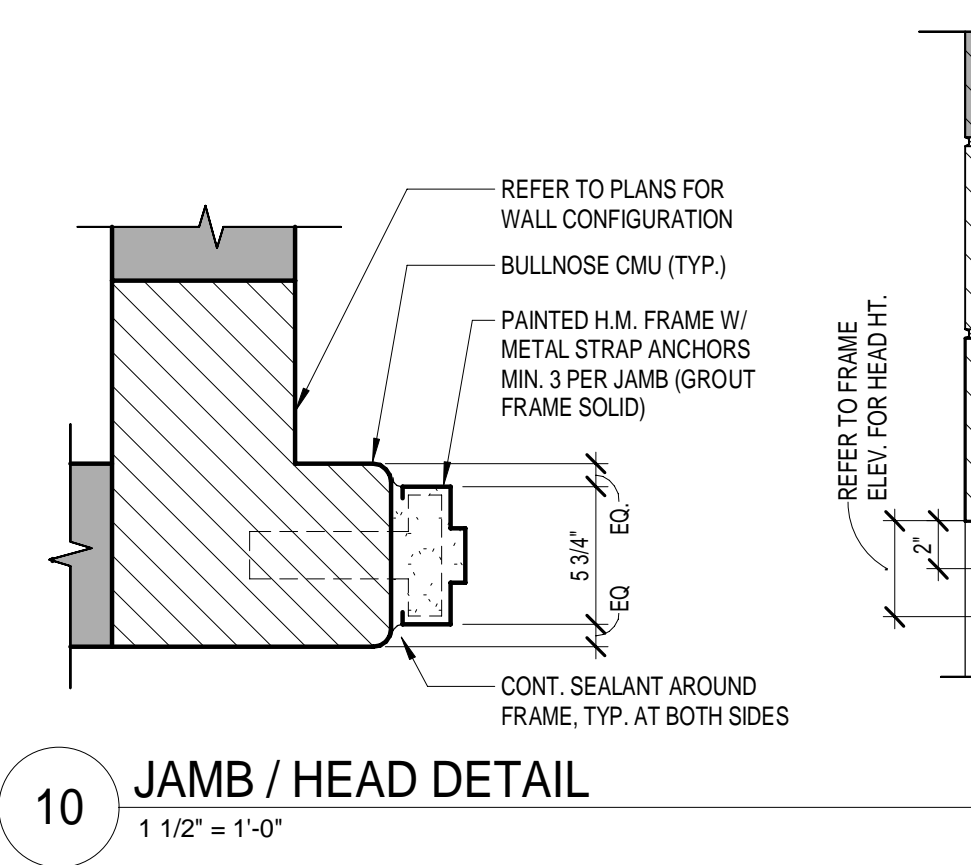 REFER TO PLANS FOR
WALL CONFIGURATION
BULLNOSE CMU (TYP.)
PAINTED H.M. FRAME W/
METAL STRAP ANCHORS
MIN. 3 PER JAMB (GROUT
FRAME SOLID)
EQ.
5 3/4"
EQ
CONT. SEALANT AROUND
FRAME, TYP. AT BOTH SIDES
REFER TO FRAME
ELEV. FOR HEAD HT.
2"
10
JAMB / HEAD DETAIL
1 1/2" = 1'-0"